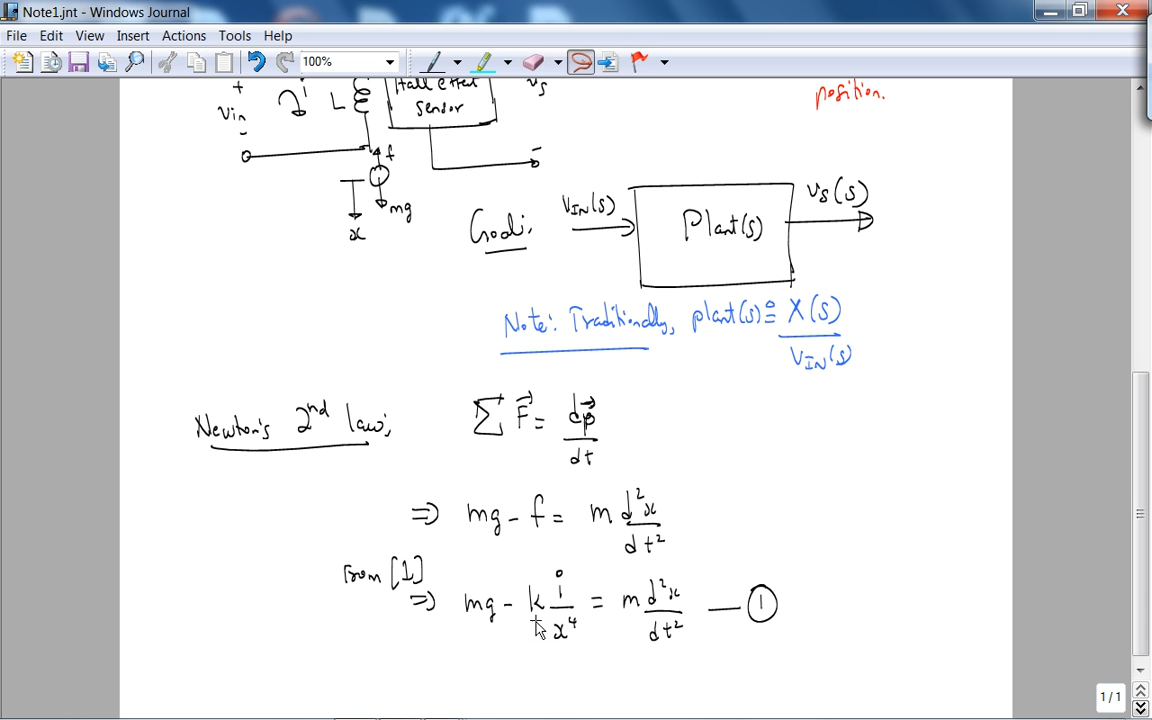 Note1.jnt - Windows Journal
File Edit View Insert Actions Tools Help
100%
+ i L Hall effect vs
Vin Sensor position.
-
f -
mg
x
Goal: VIN(s) Plant(s) vs(s)
Note: Traditionally, plant(s) ≗ X(s)
VIN(s)
Newton's 2nd law: ∑ F⃗ = dp⃗
dt
⇒ mg - f = m d²x
dt²
From [1]
⇒ mg - k i = m d²x — ①
x⁴ dt²
1 / 1